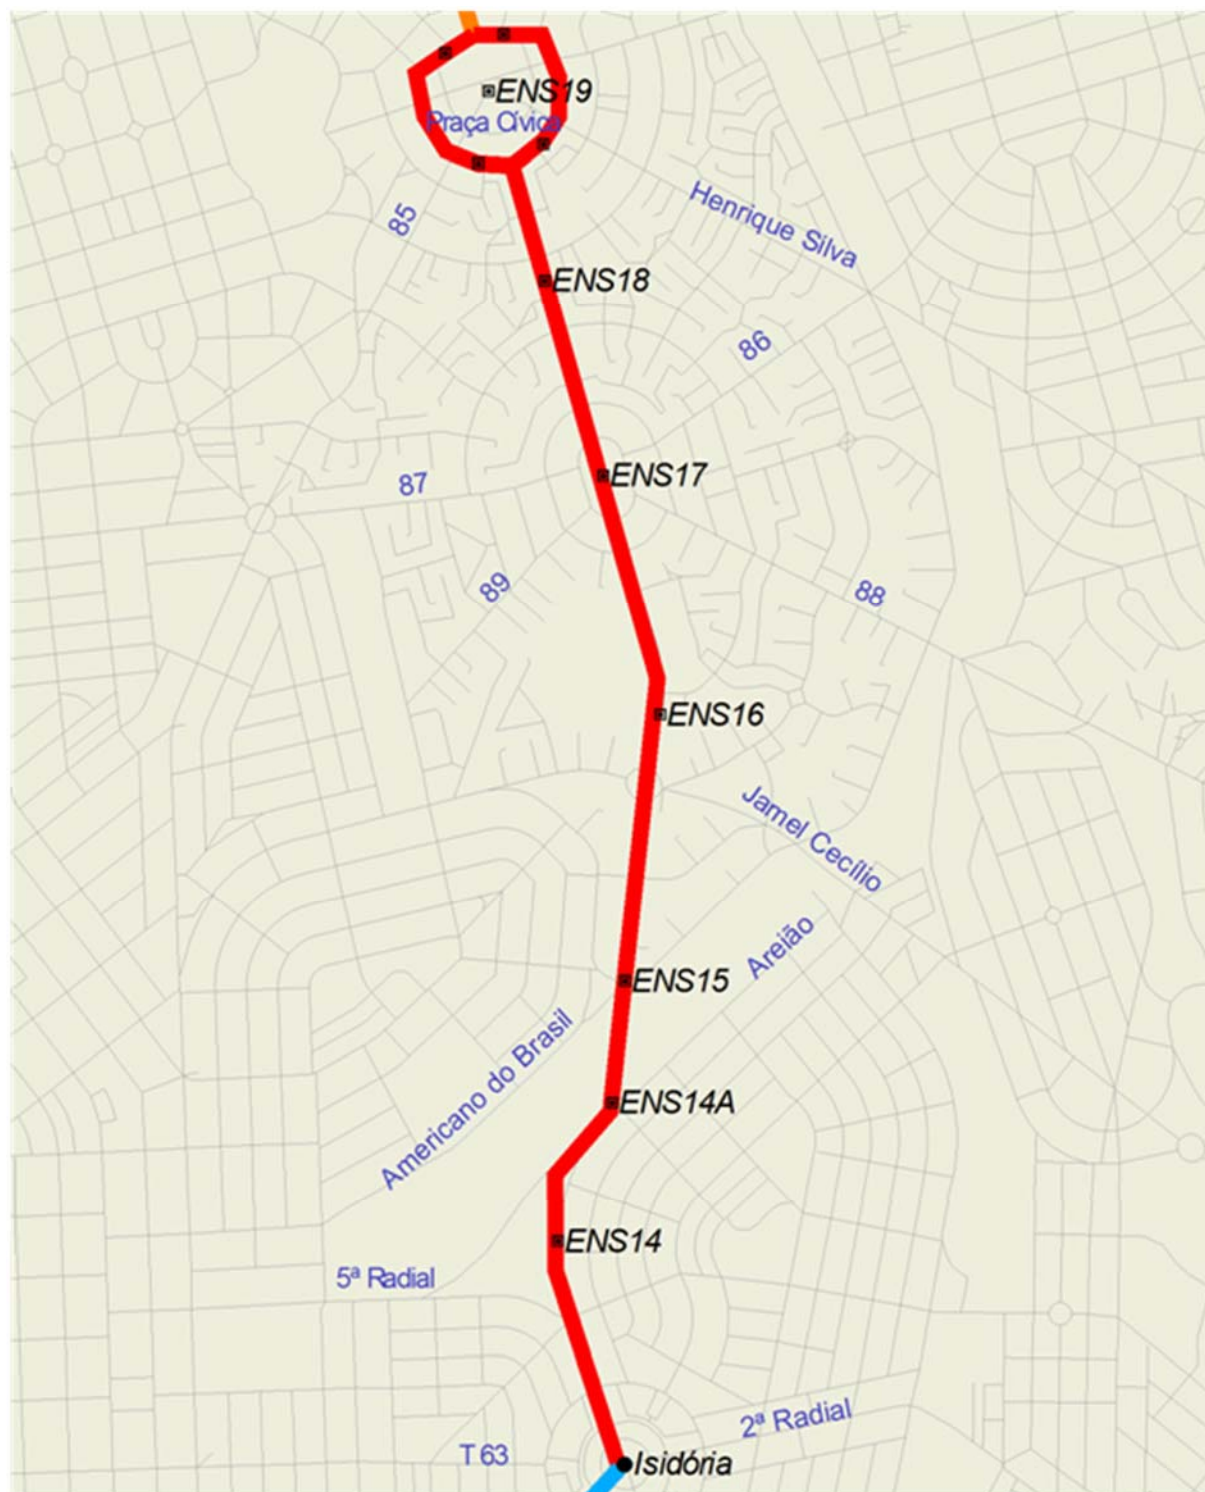 ENS19
Praça Cívica
85
Henrique Silva
ENS18
86
ENS17
87
89
88
ENS16
Jamel Cecílio
Areião
ENS15
Americano do Brasil
ENS14A
ENS14
5ª Radial
2ª Radial
T 63
Isidória